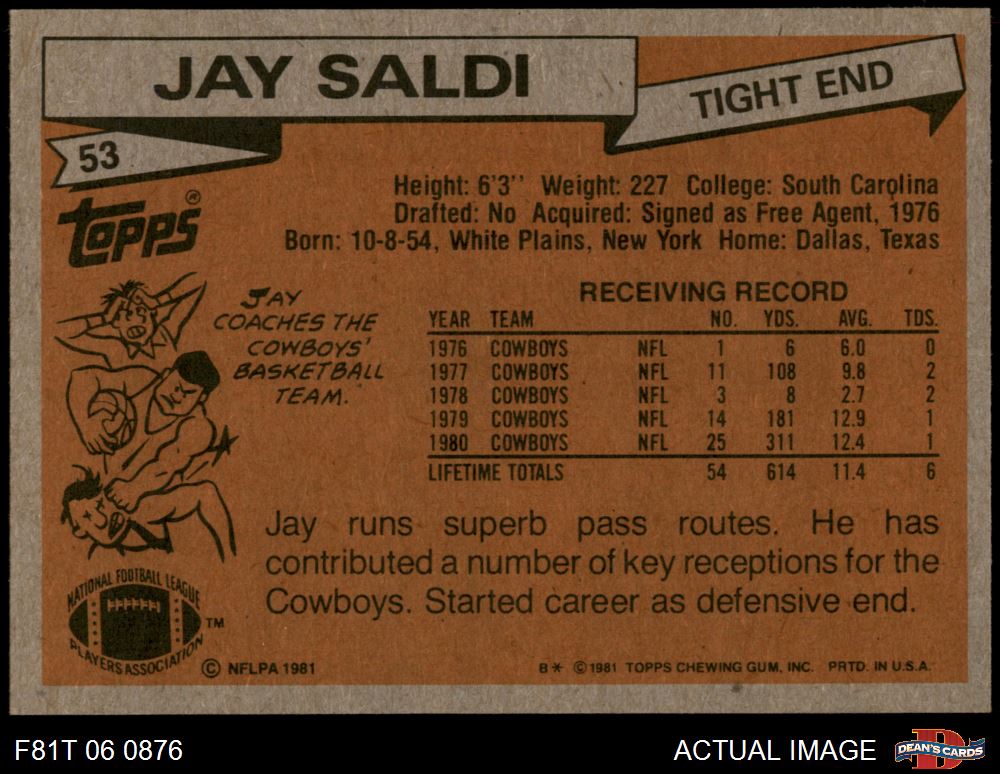 JAY SALDI
TIGHT END
53
TOPPS®
Height: 6'3'' Weight: 227 College: South Carolina
Drafted: No Acquired: Signed as Free Agent, 1976
Born: 10-8-54, White Plains, New York Home: Dallas, Texas
JAY
COACHES THE
COWBOYS'
BASKETBALL
TEAM.
RECEIVING RECORD
YEAR TEAM NO. YDS. AVG. TDS.
1976 COWBOYS NFL 1 6 6.0 0
1977 COWBOYS NFL 11 108 9.8 2
1978 COWBOYS NFL 3 8 2.7 2
1979 COWBOYS NFL 14 181 12.9 1
1980 COWBOYS NFL 25 311 12.4 1
LIFETIME TOTALS 54 614 11.4 6
Jay runs superb pass routes. He has
contributed a number of key receptions for the
Cowboys. Started career as defensive end.
NATIONAL FOOTBALL LEAGUE
PLAYERS ASSOCIATION
TM
© NFLPA 1981
B* © 1981 TOPPS CHEWING GUM, INC. PRTD. IN U.S.A.
F81T 06 0876
ACTUAL IMAGE
D
DEAN'S CARDS